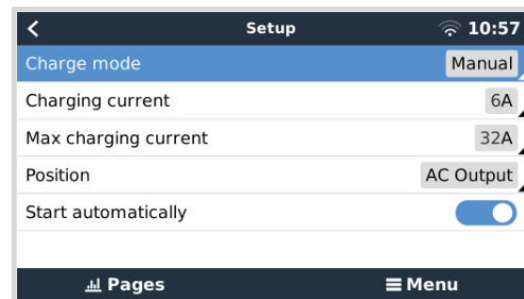 Setup 10:57
Charge mode Manual
Charging current 6A
Max charging current 32A
Position AC Output
Start automatically
Pages Menu